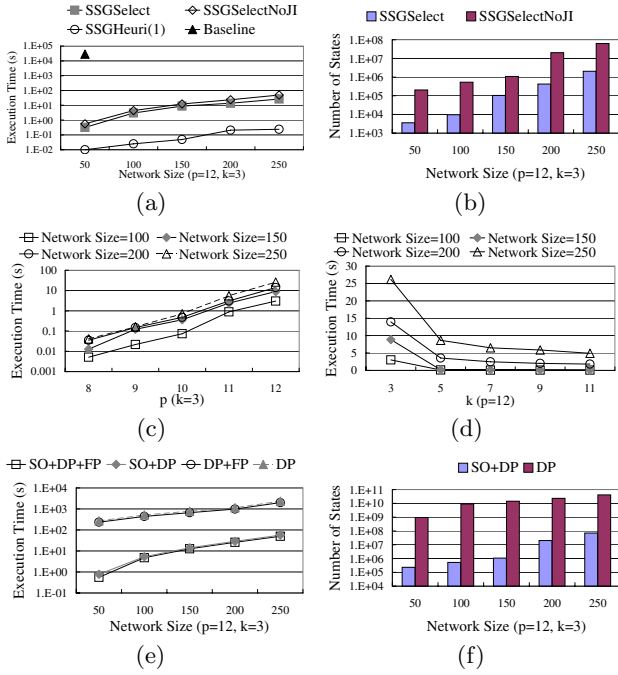 SSGSelect
SSGSelectNoJI
SSGHeuri(1)
Baseline
Execution Time (s)
1.E+05
1.E+04
1.E+03
1.E+02
1.E+01
1.E+00
1.E-01
1.E-02
50 100 150 200 250
Network Size (p=12, k=3)
(a)
SSGSelect SSGSelectNoJI
Number of States
1.E+08
1.E+07
1.E+06
1.E+05
1.E+04
1.E+03
50 100 150 200 250
Network Size (p=12, k=3)
(b)
Network Size=100 Network Size=150
Network Size=200 Network Size=250
Execution Time (s)
100
10
1
0.1
0.01
0.001
8 9 10 11 12
p (k=3)
(c)
Network Size=100 Network Size=150
Network Size=200 Network Size=250
Execution Time (s)
30
25
20
15
10
5
0
3 5 7 9 11
k (p=12)
(d)
SO+DP+FP SO+DP DP+FP DP
Execution Time (s)
1.E+04
1.E+03
1.E+02
1.E+01
1.E+00
1.E-01
50 100 150 200 250
Network Size (p=12, k=3)
(e)
SO+DP DP
Number of States
1.E+11
1.E+10
1.E+09
1.E+08
1.E+07
1.E+06
1.E+05
1.E+04
50 100 150 200 250
Network Size (p=12, k=3)
(f)